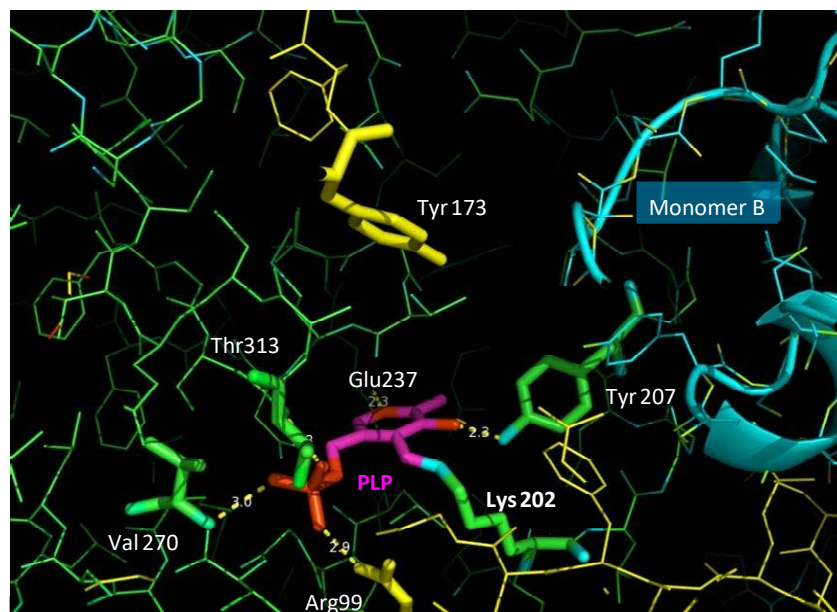 Tyr 173
Monomer B
Thr313
Glu237
2.3
Tyr 207
2.3
PLP
3.0
Lys 202
Val 270
2.9
Arg99